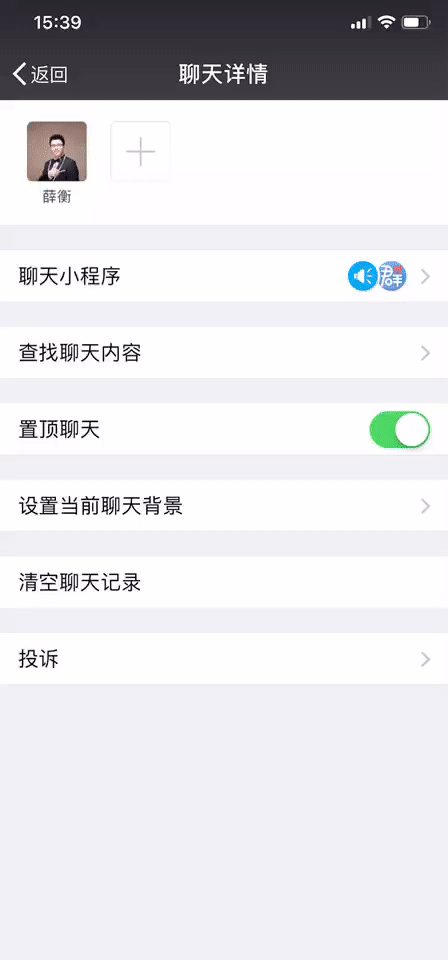 15:39
返回
聊天详情
薛衡
聊天小程序
群
查找聊天内容
置顶聊天
设置当前聊天背景
清空聊天记录
投诉